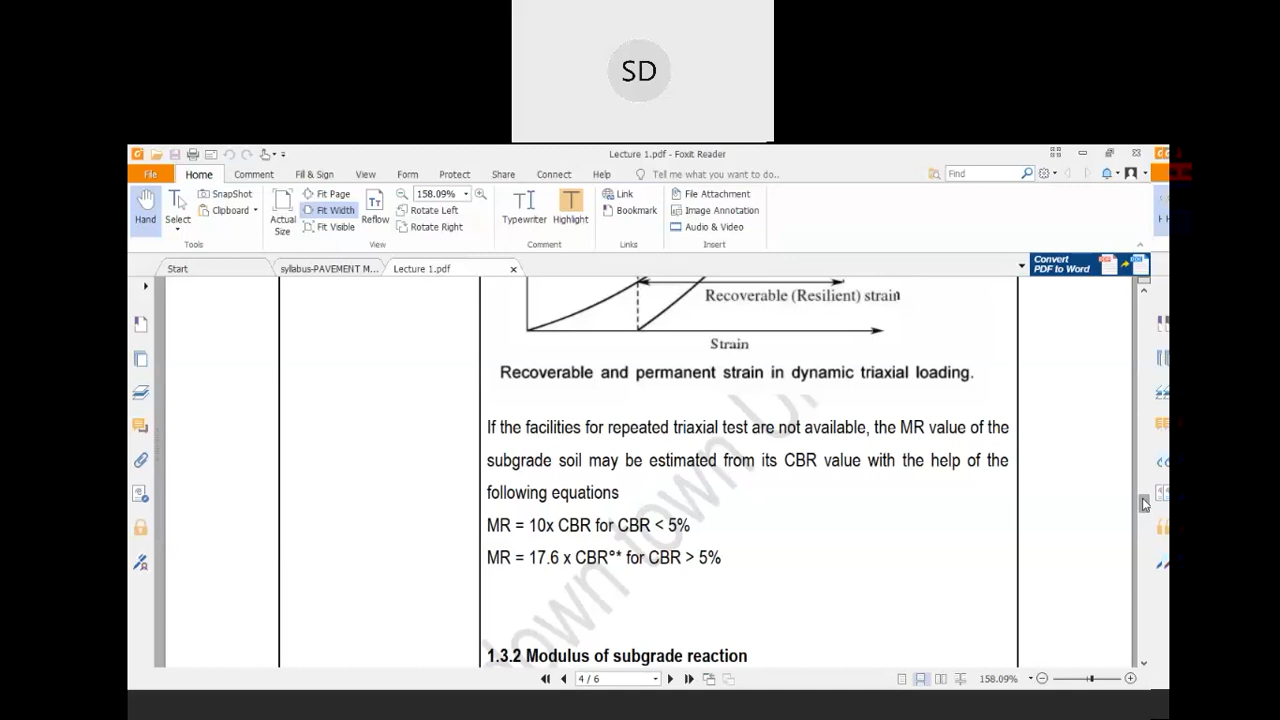 SD
Lecture 1.pdf - Foxit Reader
File Home Comment Fill & Sign View Form Protect Share Connect Help Tell me what you want to do.. Find
Hand Select SnapShot Clipboard Actual Size Fit Page Fit Width Fit Visible Reflow 158.09% Rotate Left Rotate Right Typewriter Highlight Link Bookmark File Attachment Image Annotation Audio & Video
Tools View Comment Links Insert
Start syllabus-PAVEMENT M... Lecture 1.pdf Convert PDF to Word
Recoverable (Resilient) strain
Strain
Recoverable and permanent strain in dynamic triaxial loading.
If the facilities for repeated triaxial test are not available, the MR value of the
subgrade soil may be estimated from its CBR value with the help of the
following equations
MR = 10x CBR for CBR < 5%
MR = 17.6 x CBR°* for CBR > 5%
town town
1.3.2 Modulus of subgrade reaction
4 / 6 158.09%